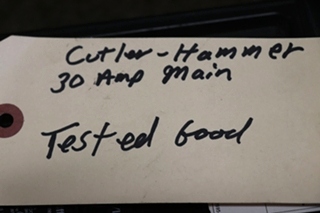 Cutler-Hammer
30 Amp Main
Tested Good